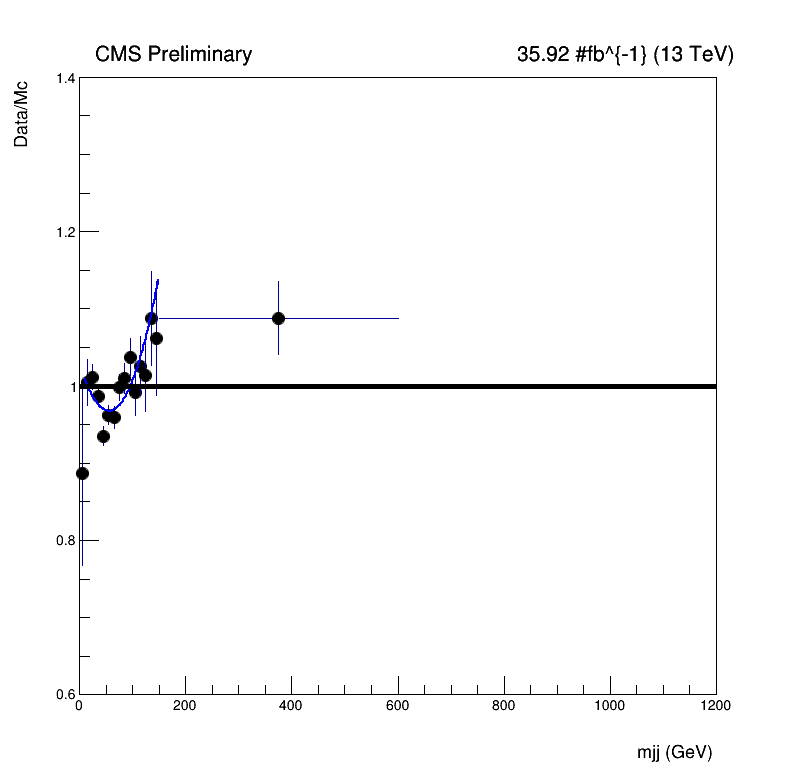 CMS Preliminary
35.92 #fb^{-1} (13 TeV)
Data/Mc
1.4
1.2
1
0.8
0.6
0 200 400 600 800 1000 1200
mjj (GeV)